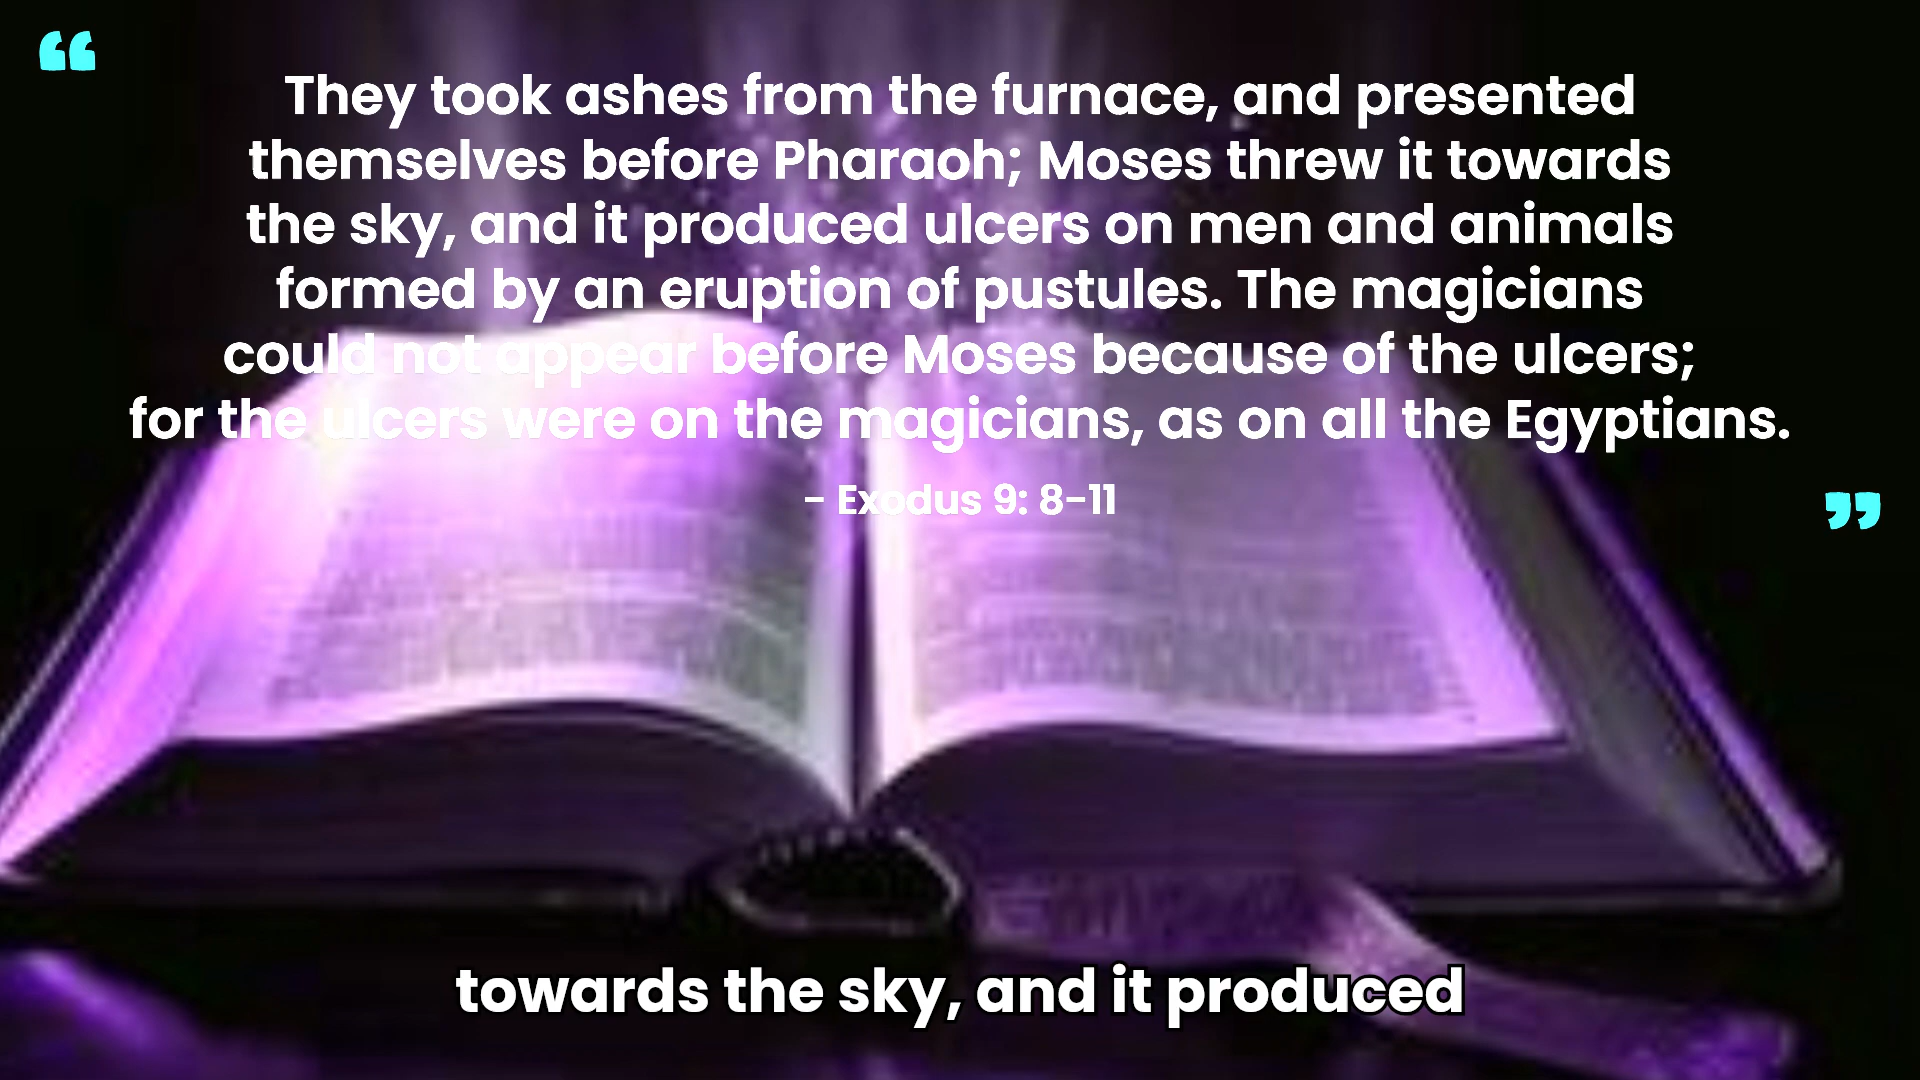 “
They took ashes from the furnace, and presented
themselves before Pharaoh; Moses threw it towards
the sky, and it produced ulcers on men and animals
formed by an eruption of pustules. The magicians
could not appear before Moses because of the ulcers;
for the ulcers were on the magicians, as on all the Egyptians.
– Exodus 9: 8–11
”
towards the sky, and it produced